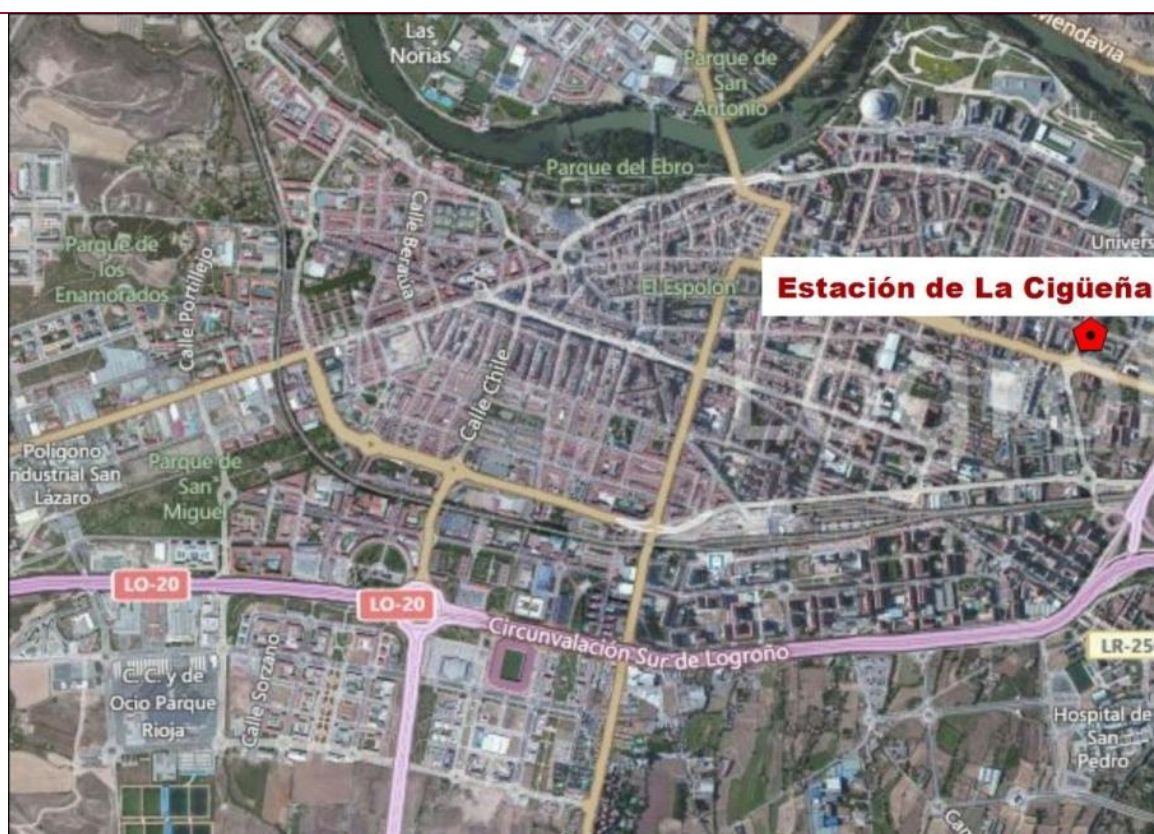 Las
Norias
Mendavia
Parque de
San
Antonio
Parque del Ebro
Calle Beratúa
Univers
Parque de
los
Enamorados
Calle Portillejo
El Espolón
Estación de La Cigüeña
Calle Chile
Polígono
ndustrial San
Lázaro
Parque de
San
Miguel
LO-20
LO-20
Circunvalación Sur de Logroño
LR-25
C. C. y de
Ocio Parque
Rioja
Calle Sorzano
Hospital de
San
Pedro